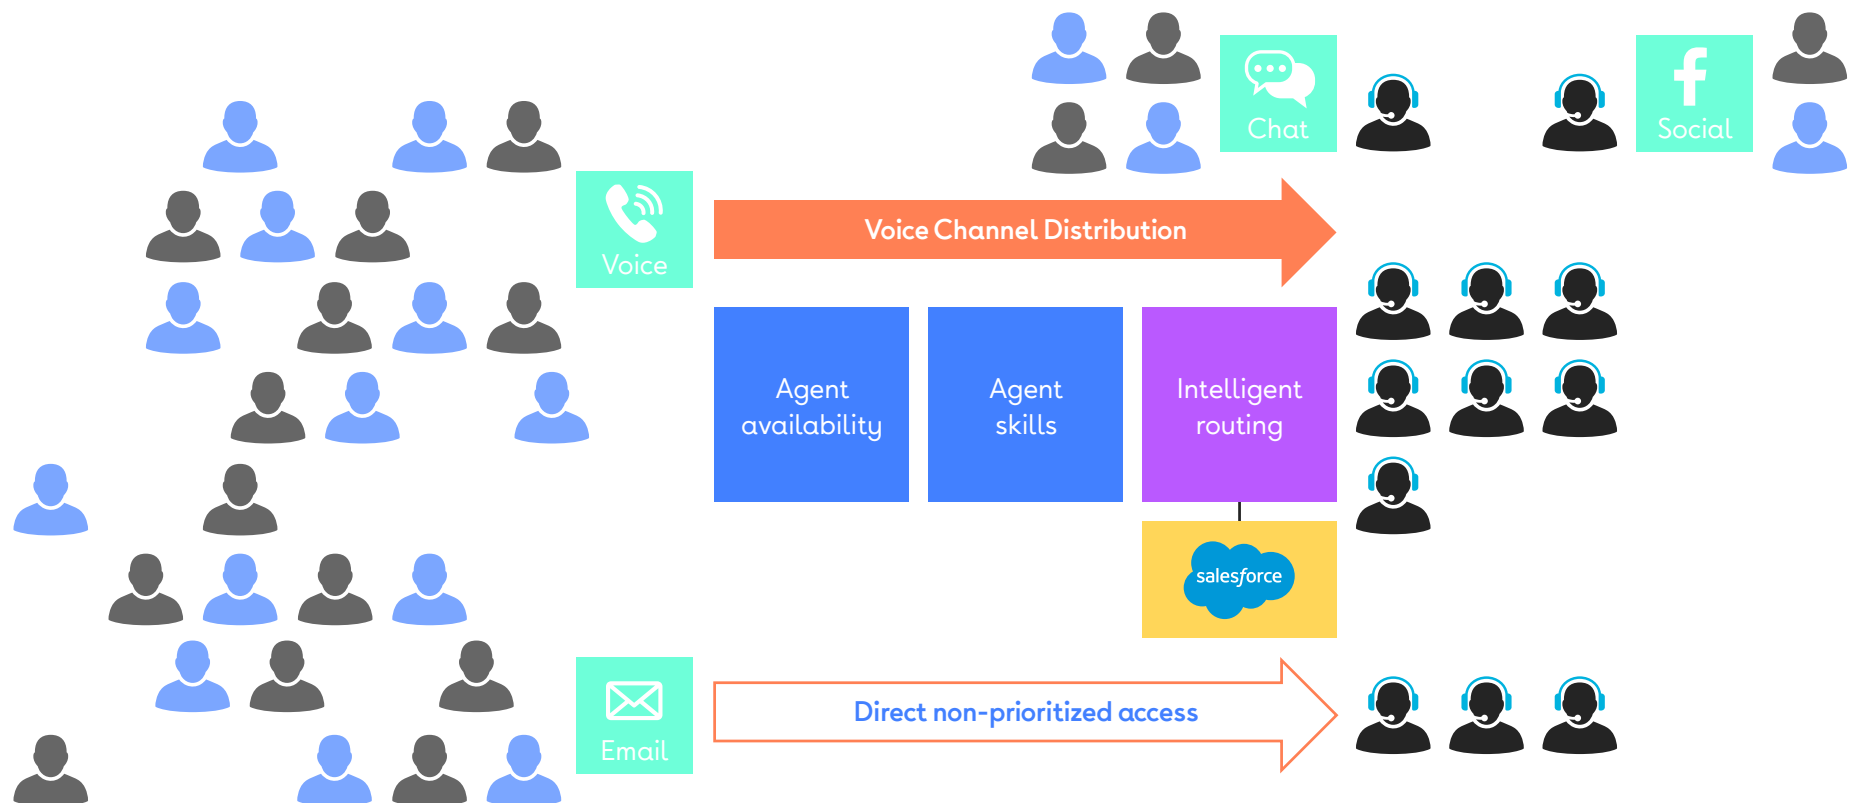 Chat
Social
Voice
Voice Channel Distribution
Agent
availability
Agent
skills
Intelligent
routing
salesforce
Email
Direct non-prioritized access